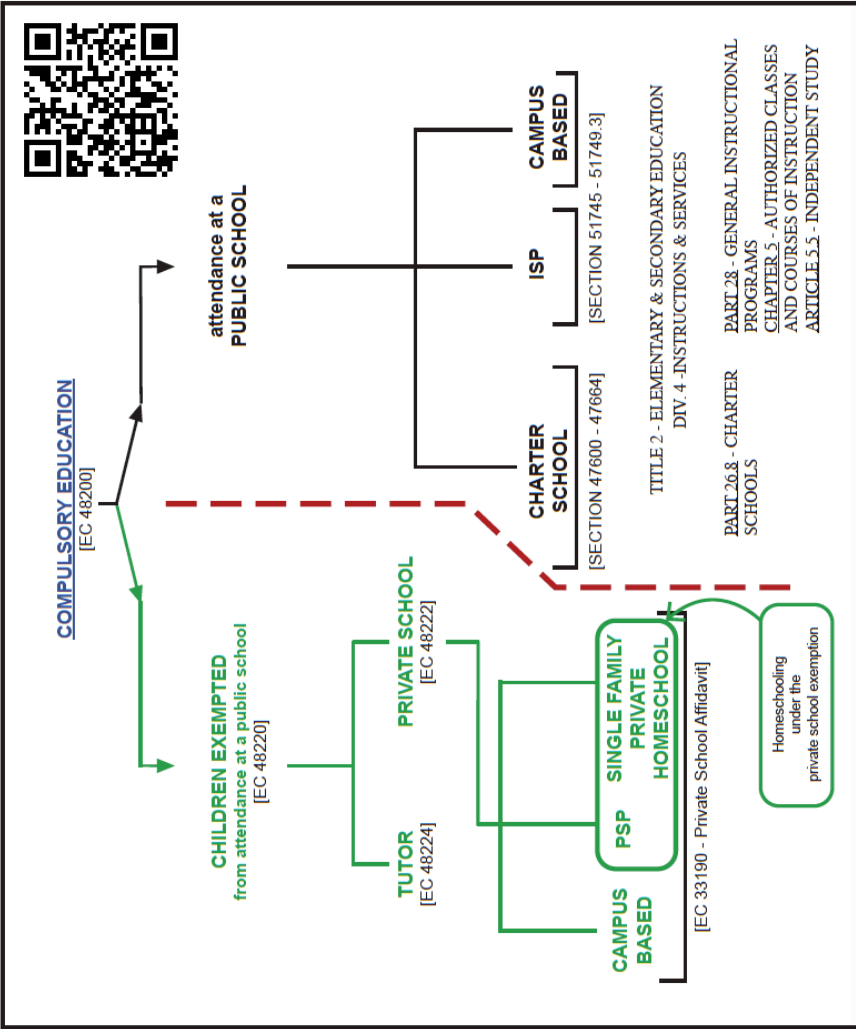 COMPULSORY EDUCATION
[EC 48200]
CHILDREN EXEMPTED
from attendance at a public school
[EC 48220]
attendance at a
PUBLIC SCHOOL
TUTOR
[EC 48224]
PRIVATE SCHOOL
[EC 48222]
CAMPUS
BASED
PSP
SINGLE FAMILY
PRIVATE
HOMESCHOOL
[EC 33190 - Private School Affidavit]
Homeschooling
under the
private school exemption
CHARTER
SCHOOL
[SECTION 47600 - 47664]
ISP
CAMPUS
BASED
[SECTION 51745 - 51749.3]
TITLE 2 - ELEMENTARY & SECONDARY EDUCATION
DIV. 4 -INSTRUCTIONS & SERVICES
PART 26.8 - CHARTER
SCHOOLS
PART 28 - GENERAL INSTRUCTIONAL
PROGRAMS
CHAPTER 5 - AUTHORIZED CLASSES
AND COURSES OF INSTRUCTION
ARTICLE 5.5 - INDEPENDENT STUDY